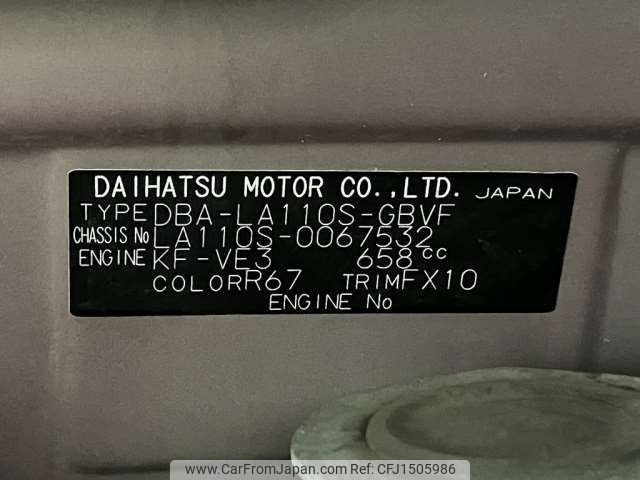 DAIHATSU MOTOR CO.,LTD. JAPAN
TYPE DBA-LA110S-GBVF
CHASSIS No LA110S-0067532
ENGINE KF-VE3 658cc
COLOR R67 TRIM FX10
ENGINE No
www.CarFromJapan.com | CFJ1505986